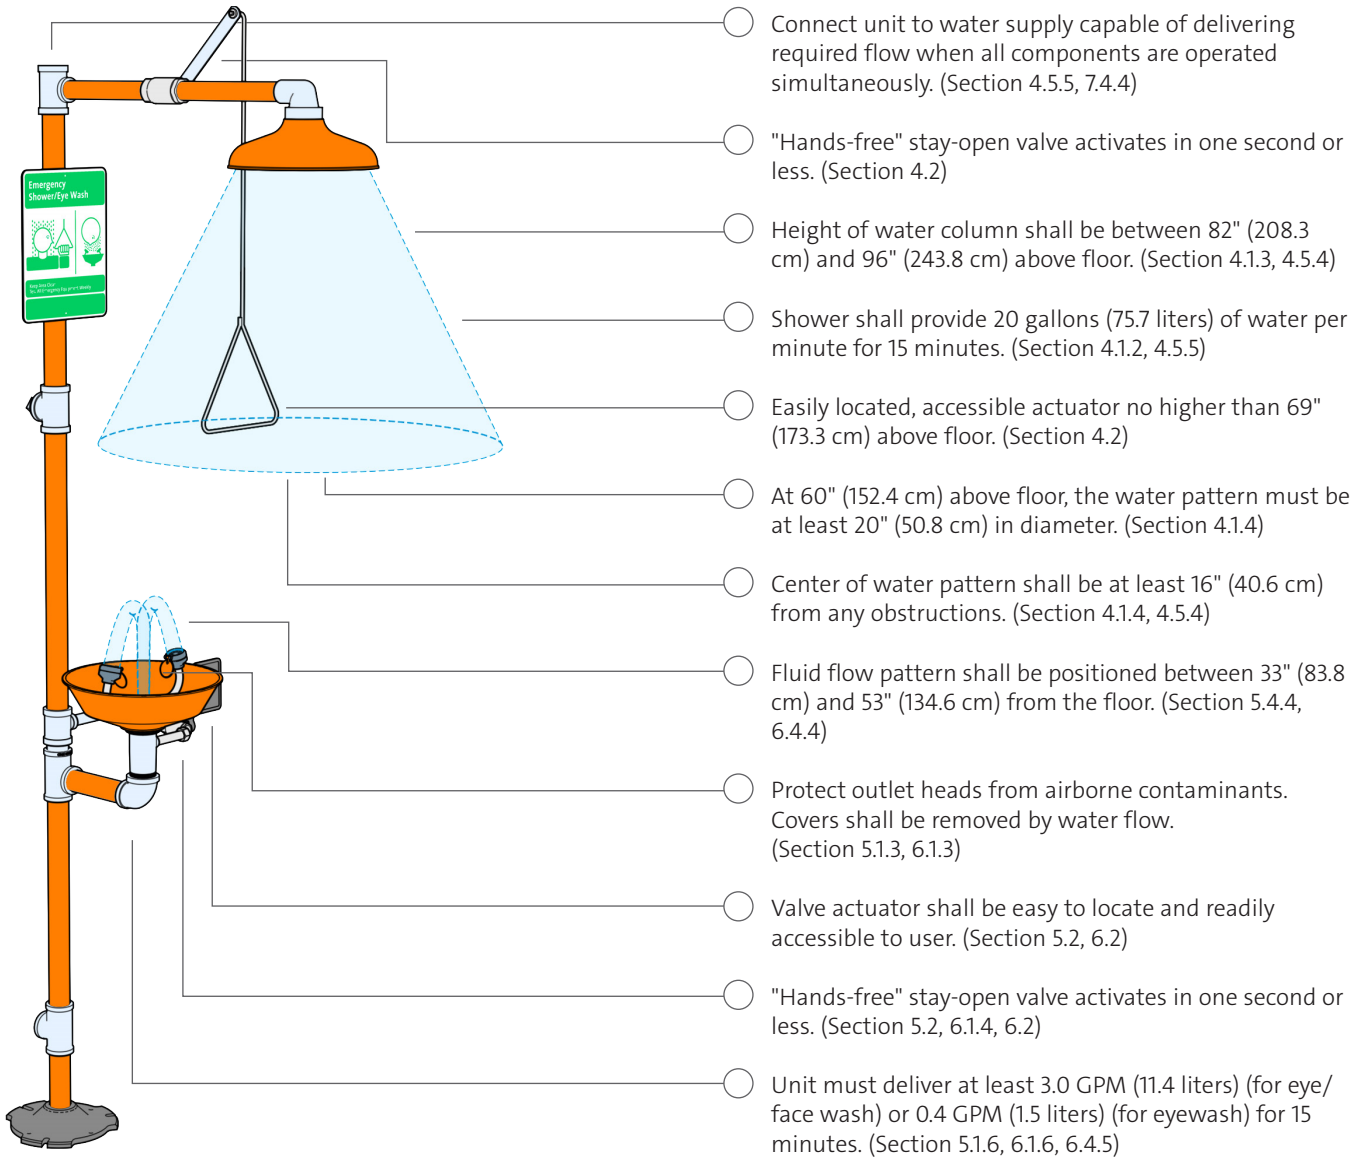 Connect unit to water supply capable of delivering
required flow when all components are operated
simultaneously. (Section 4.5.5, 7.4.4)
"Hands-free" stay-open valve activates in one second or
less. (Section 4.2)
Emergency
Shower/Eye Wash
Height of water column shall be between 82" (208.3
cm) and 96" (243.8 cm) above floor. (Section 4.1.3, 4.5.4)
Keep Area Clear
Shower shall provide 20 gallons (75.7 liters) of water per
minute for 15 minutes. (Section 4.1.2, 4.5.5)
Easily located, accessible actuator no higher than 69"
(173.3 cm) above floor. (Section 4.2)
At 60" (152.4 cm) above floor, the water pattern must be
at least 20" (50.8 cm) in diameter. (Section 4.1.4)
Center of water pattern shall be at least 16" (40.6 cm)
from any obstructions. (Section 4.1.4, 4.5.4)
Fluid flow pattern shall be positioned between 33" (83.8
cm) and 53" (134.6 cm) from the floor. (Section 5.4.4,
6.4.4)
Protect outlet heads from airborne contaminants.
Covers shall be removed by water flow.
(Section 5.1.3, 6.1.3)
Valve actuator shall be easy to locate and readily
accessible to user. (Section 5.2, 6.2)
"Hands-free" stay-open valve activates in one second or
less. (Section 5.2, 6.1.4, 6.2)
Unit must deliver at least 3.0 GPM (11.4 liters) (for eye/
face wash) or 0.4 GPM (1.5 liters) (for eyewash) for 15
minutes. (Section 5.1.6, 6.1.6, 6.4.5)